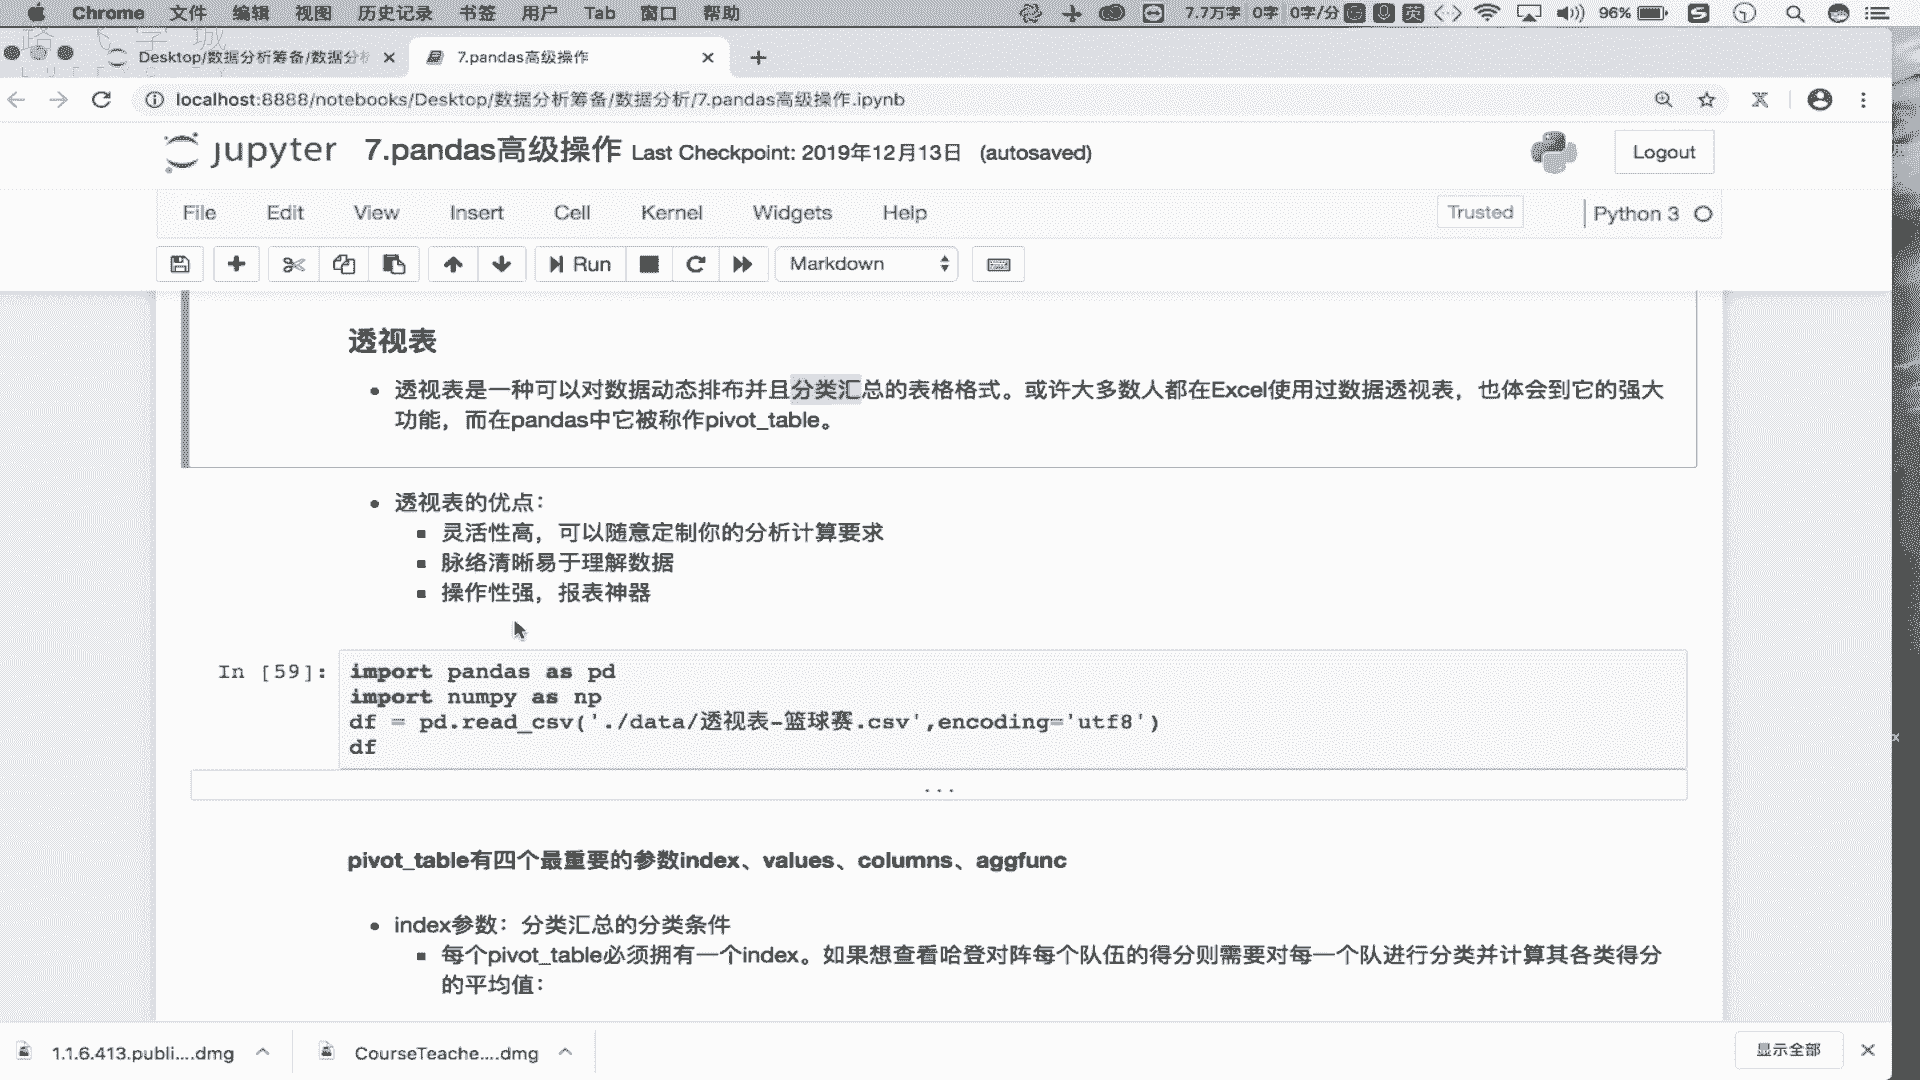 Chrome 文件 编辑 视图 历史记录 书签 用户 Tab 窗口 帮助 7.7万字 0字 0字/分 英 96%
Desktop/数据分析筹备/数据分析
7.pandas高级操作
localhost:8888/notebooks/Desktop/数据分析筹备/数据分析/7.pandas高级操作.ipynb
jupyter 7.pandas高级操作 Last Checkpoint: 2019年12月13日 (autosaved) Logout
File Edit View Insert Cell Kernel Widgets Help Trusted Python 3
Run Markdown
透视表
透视表是一种可以对数据动态排布并且分类汇总的表格格式。或许大多数人都在Excel使用过数据透视表，也体会到它的强大
功能，而在pandas中它被称作pivot_table。
透视表的优点：
灵活性高，可以随意定制你的分析计算要求
脉络清晰易于理解数据
操作性强，报表神器
In [59]: import pandas as pd
import numpy as np
df = pd.read_csv('./data/透视表-篮球赛.csv',encoding='utf8')
df
...
pivot_table有四个最重要的参数index、values、columns、aggfunc
index参数：分类汇总的分类条件
每个pivot_table必须拥有一个index。如果想查看哈登对阵每个队伍的得分则需要对每一个队进行分类并计算其各类得分
的平均值：
1.1.6.413.publi....dmg CourseTeache....dmg 显示全部